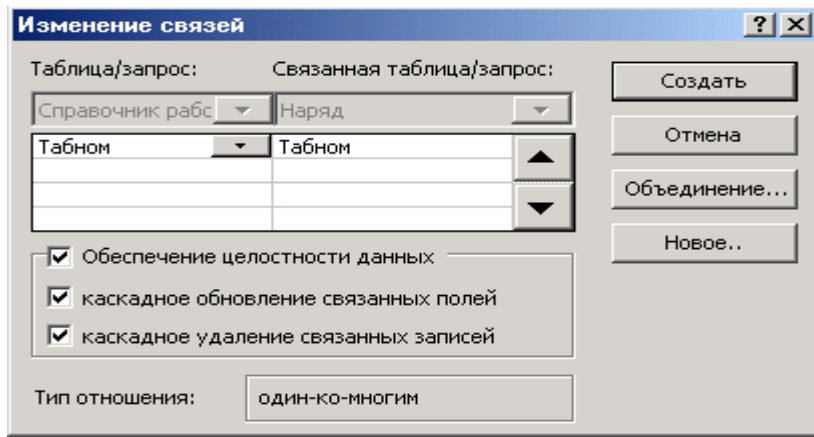 Изменение связей
Таблица/запрос: Связанная таблица/запрос:
Справочник рабс Наряд
Табном Табном
Обеспечение целостности данных
каскадное обновление связанных полей
каскадное удаление связанных записей
Тип отношения: один-ко-многим
Создать
Отмена
Объединение...
Новое..